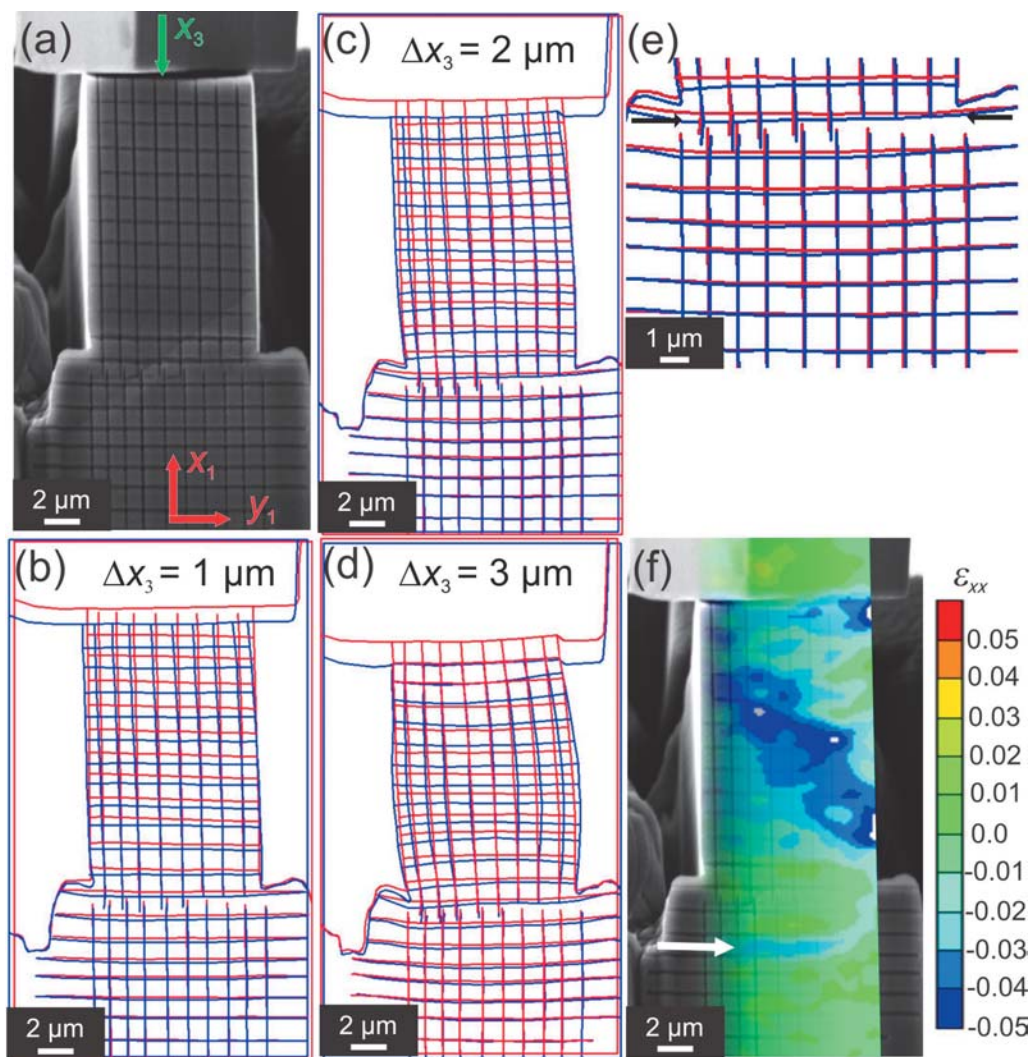 (a)
x₃
x₁
y₁
2 μm
(c)
Δx₃ = 2 μm
2 μm
(e)
1 μm
(b)
Δx₃ = 1 μm
2 μm
(d)
Δx₃ = 3 μm
2 μm
(f)
2 μm
εₓₓ
0.05
0.04
0.03
0.02
0.01
0.0
-0.01
-0.02
-0.03
-0.04
-0.05